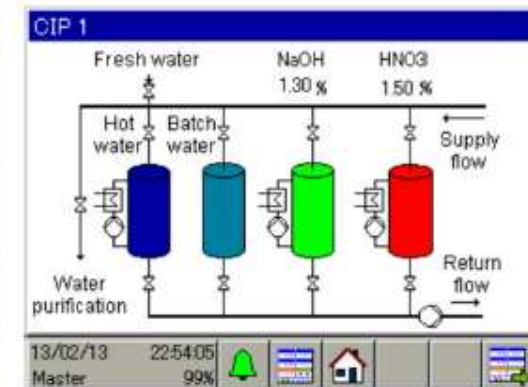 CIP 1
Fresh water
NaOH
HNO3
1.30 %
1.50 %
Hot water
Batch water
Supply flow
Water purification
Return flow
13/02/13
22:54:05
Master
99%